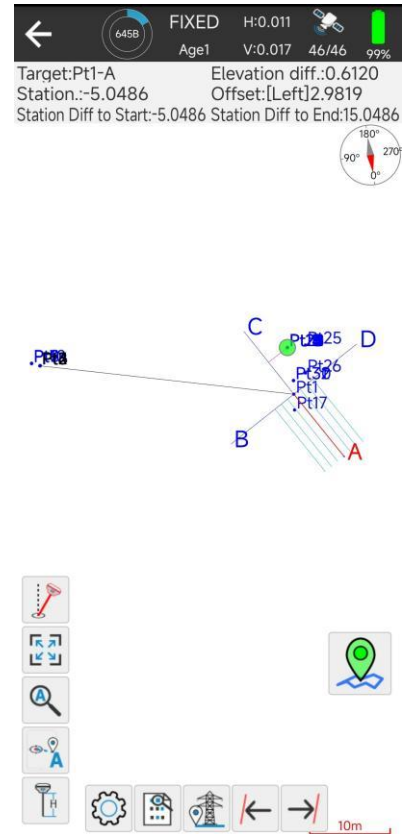 645B FIXED H:0.011
Age1 V:0.017 46/46 99%
Target:Pt1-A Elevation diff.:0.6120
Station.:-5.0486 Offset:[Left]2.9819
Station Diff to Start:-5.0486 Station Diff to End:15.0486
180°
90° 270°
0°
C
Pt25
D
Pt26
Pt1
Pt17
B
A
A
A
H
10m